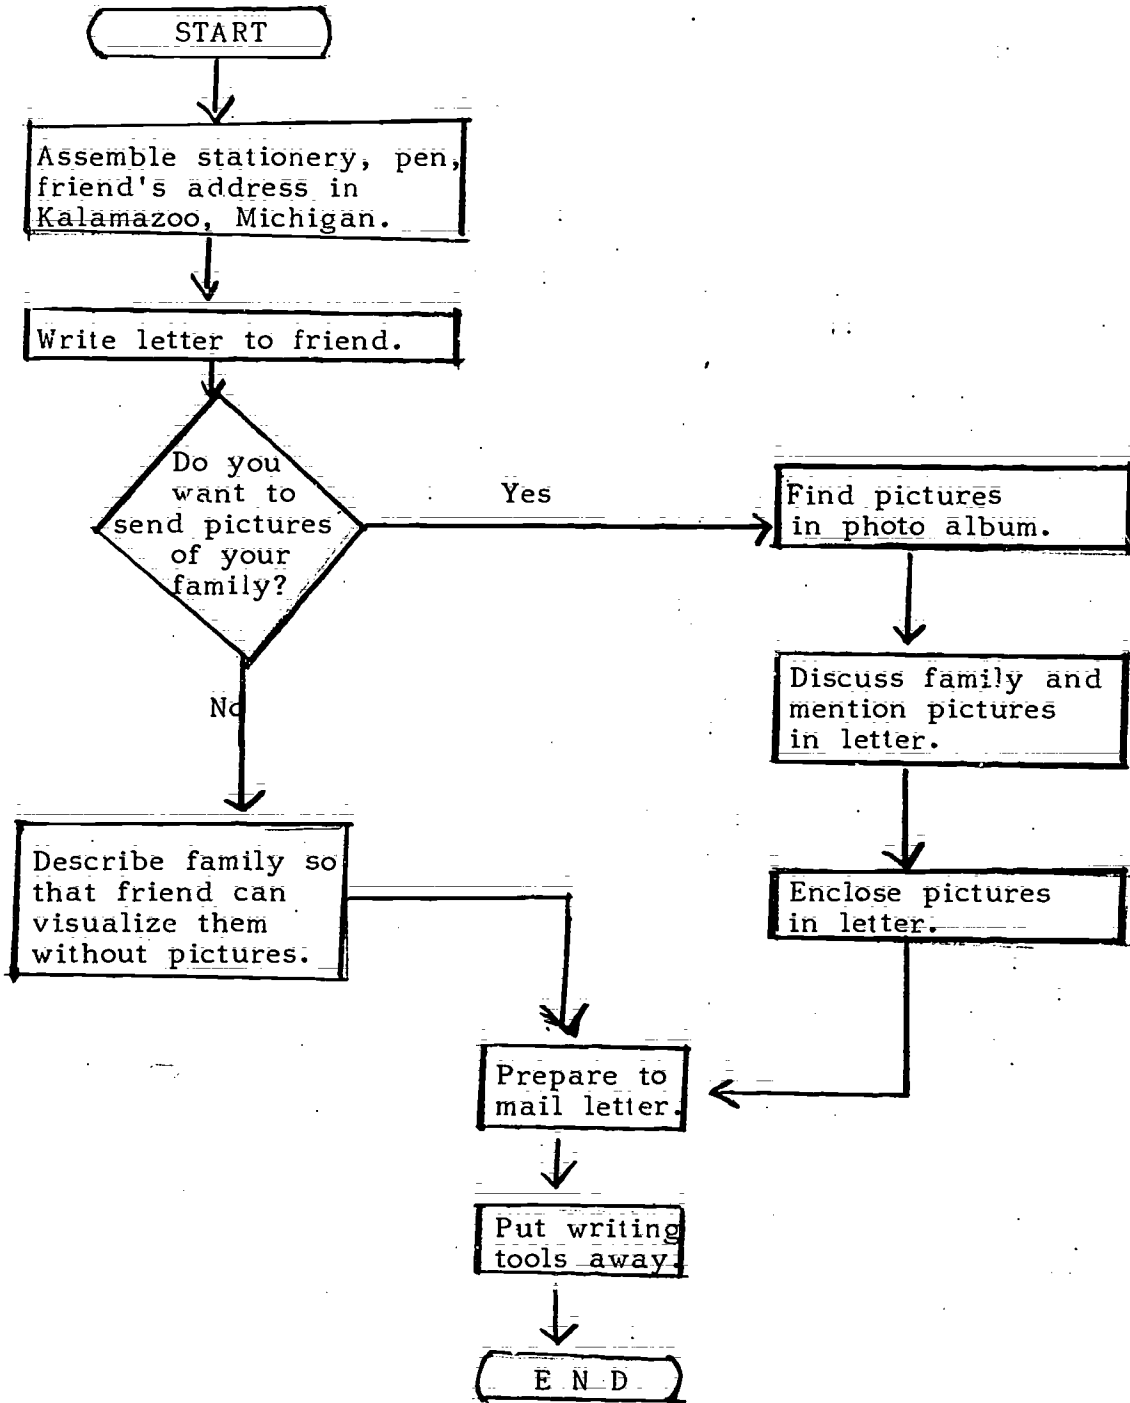 START
Assemble stationery, pen,
friend's address in
Kalamazoo, Michigan.
Write letter to friend.
Do you
want to
send pictures
of your
family?
Yes
Find pictures
in photo album.
Discuss family and
mention pictures
in letter.
Enclose pictures
in letter.
No
Describe family so
that friend can
visualize them
without pictures.
Prepare to
mail letter.
Put writing
tools away.
E N D